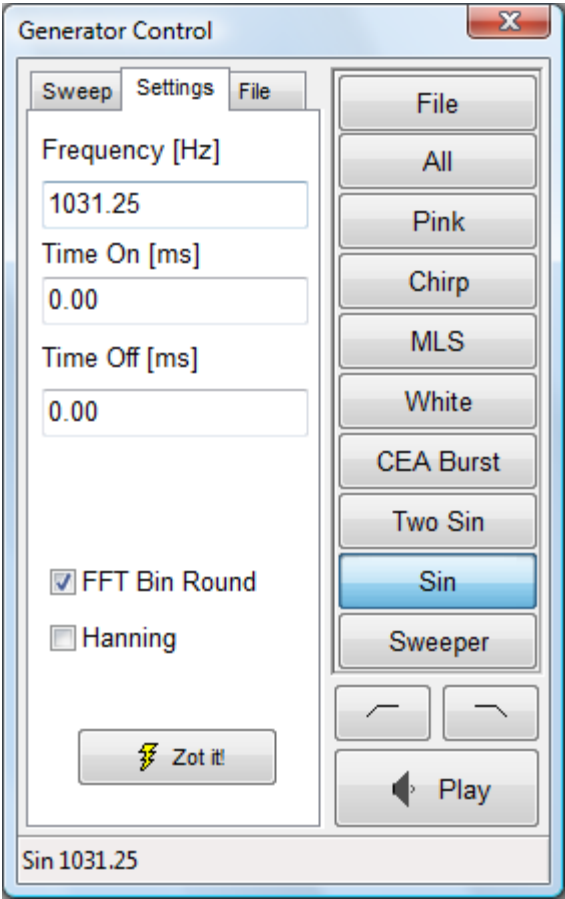 Generator Control
Sweep Settings File
Frequency [Hz]
1031.25
Time On [ms]
0.00
Time Off [ms]
0.00
FFT Bin Round
Hanning
Zot it!
File
All
Pink
Chirp
MLS
White
CEA Burst
Two Sin
Sin
Sweeper
Play
Sin 1031.25